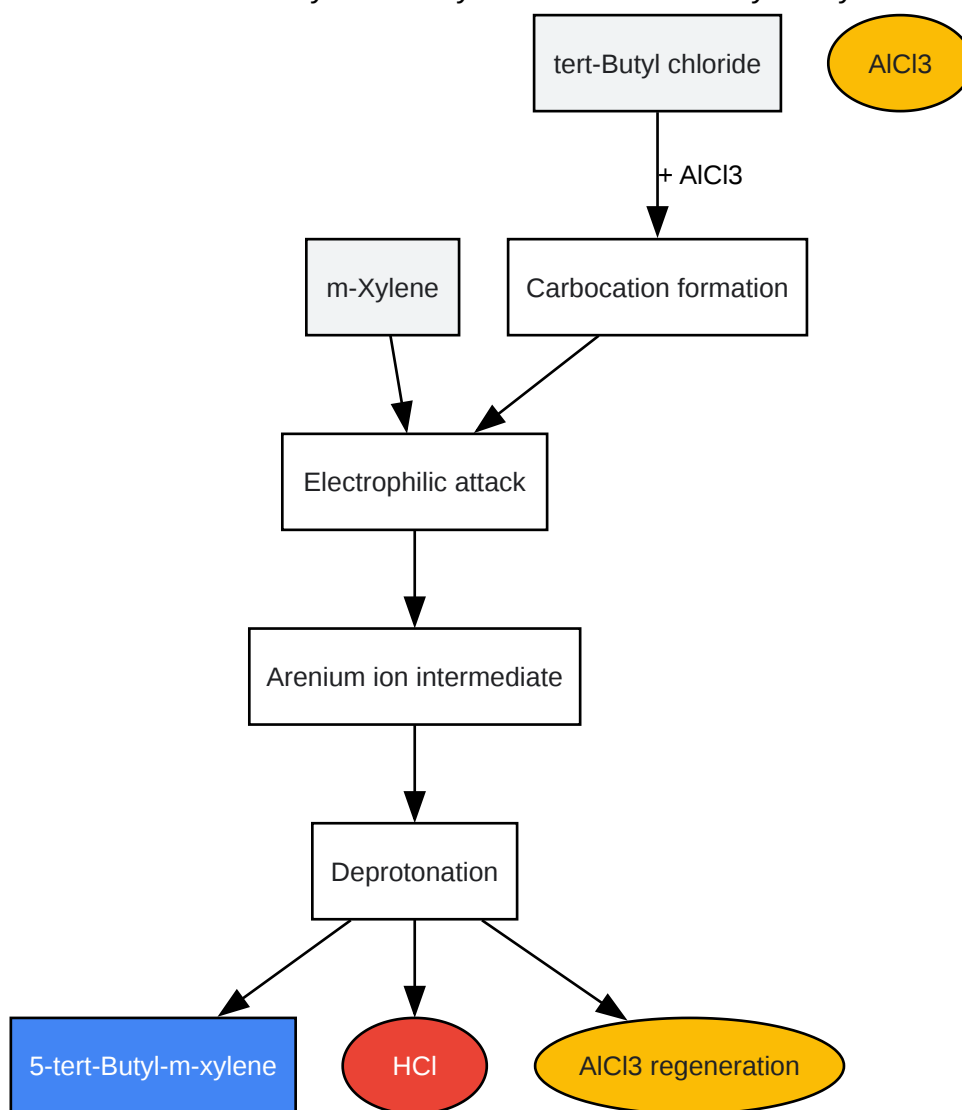 tert-Butyl chloride
AlCl3
+ AlCl3
m-Xylene
Carbocation formation
Electrophilic attack
Arenium ion intermediate
Deprotonation
5-tert-Butyl-m-xylene
HCl
AlCl3 regeneration